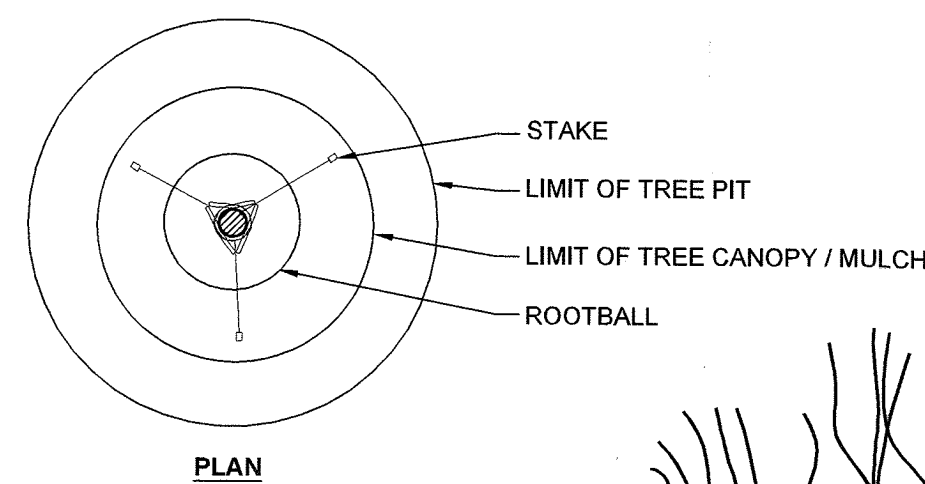 STAKE
LIMIT OF TREE PIT
LIMIT OF TREE CANOPY / MULCH
ROOTBALL
PLAN